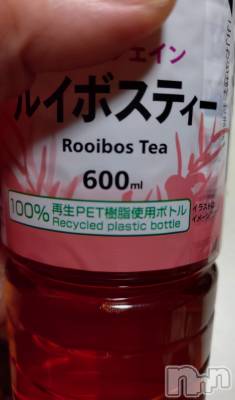 ェイン
ルイボスティー
Rooibos Tea
600ml
100% 再生PET樹脂使用ボトル
Recycled plastic bottle
イラストは
イメージ